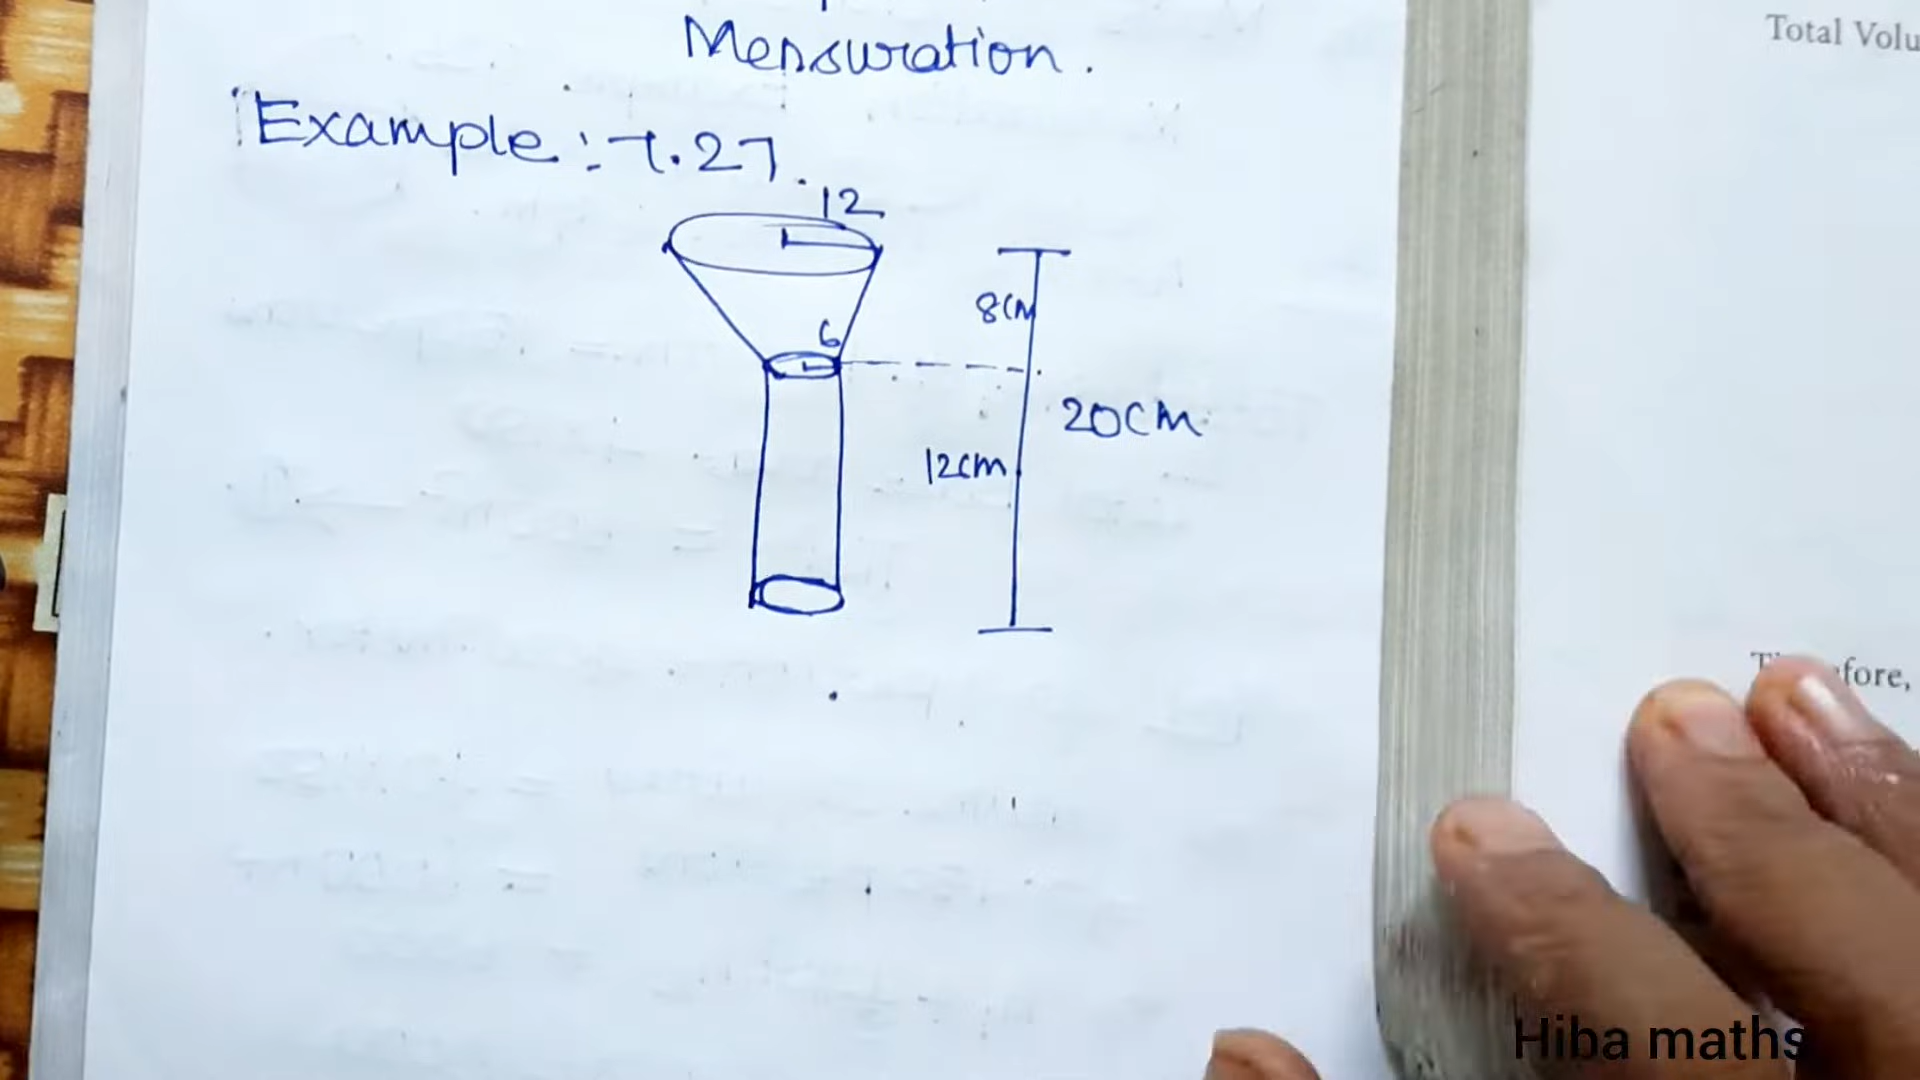 Mensuration.
Example :- 7.27.
12
8cm
6
20cm
12cm
Total Volu
fore,
Hiba maths